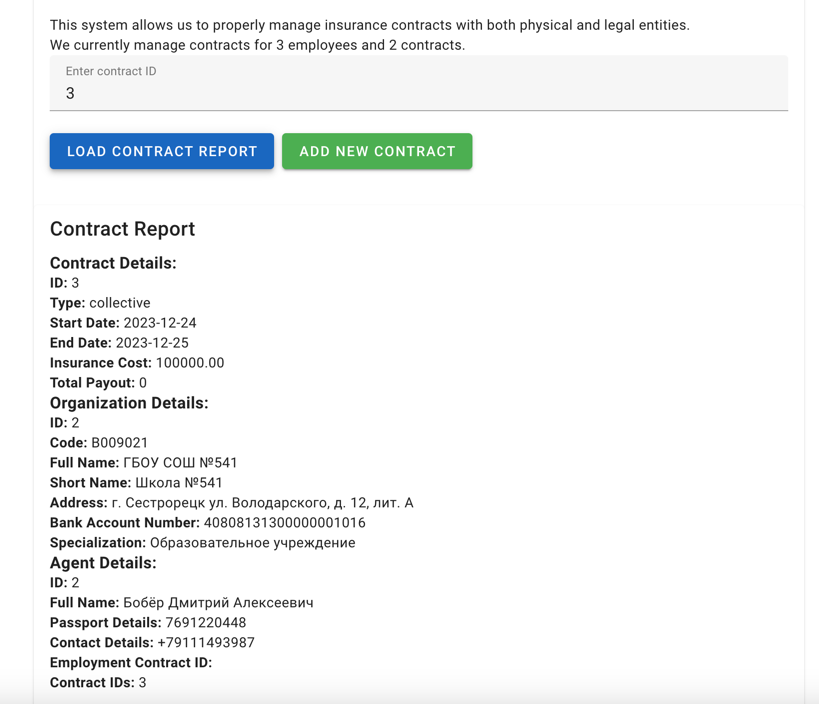 This system allows us to properly manage insurance contracts with both physical and legal entities.
We currently manage contracts for 3 employees and 2 contracts.
Enter contract ID
3
LOAD CONTRACT REPORT ADD NEW CONTRACT
Contract Report
Contract Details:
ID: 3
Type: collective
Start Date: 2023-12-24
End Date: 2023-12-25
Insurance Cost: 100000.00
Total Payout: 0
Organization Details:
ID: 2
Code: B009021
Full Name: ГБОУ СОШ №541
Short Name: Школа №541
Address: г. Сестрорецк ул. Володарского, д. 12, лит. А
Bank Account Number: 40808131300000001016
Specialization: Образовательное учреждение
Agent Details:
ID: 2
Full Name: Бобёр Дмитрий Алексеевич
Passport Details: 7691220448
Contact Details: +79111493987
Employment Contract ID:
Contract IDs: 3